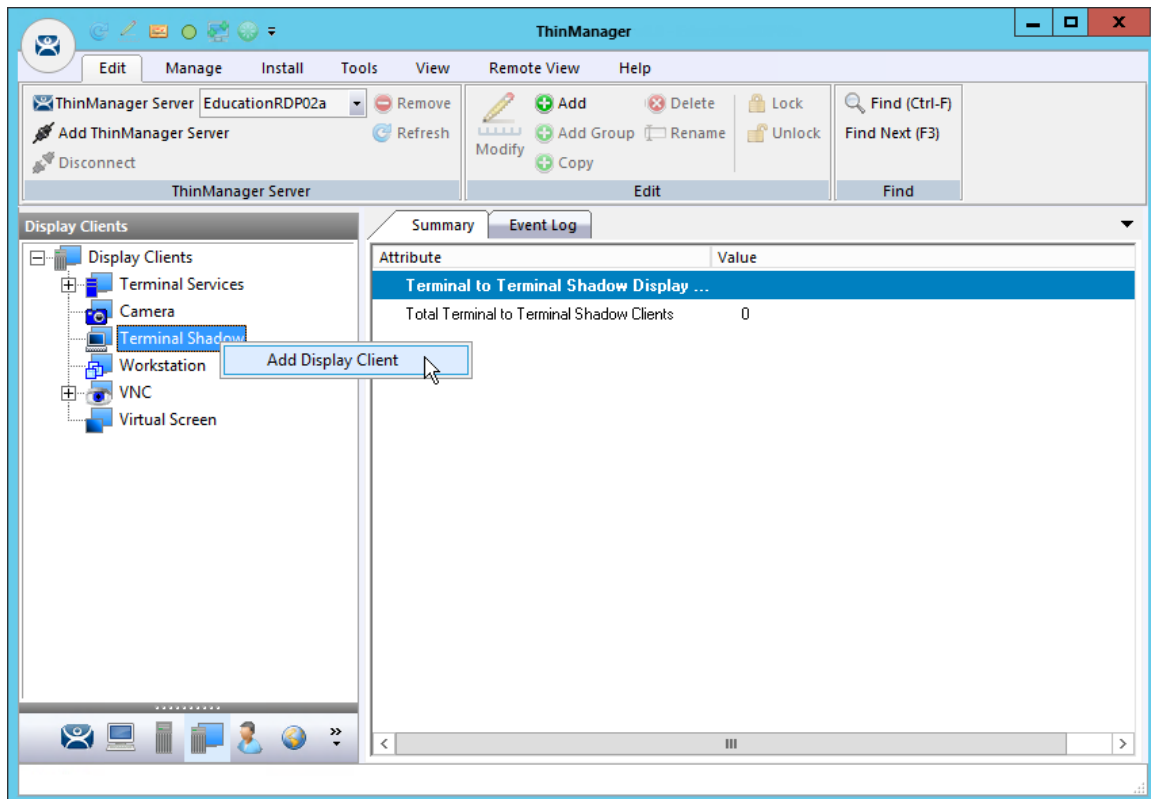 ThinManager
Edit Manage Install Tools View Remote View Help
ThinManager Server EducationRDP02a Remove Add Delete Lock Find (Ctrl-F)
Add ThinManager Server Refresh Modify Add Group Rename Unlock Find Next (F3)
Disconnect Copy
ThinManager Server Edit Find
Display Clients Summary Event Log
Display Clients Attribute Value
Terminal Services Terminal to Terminal Shadow Display ...
Camera Total Terminal to Terminal Shadow Clients 0
Terminal Shadow
Workstation Add Display Client
VNC
Virtual Screen